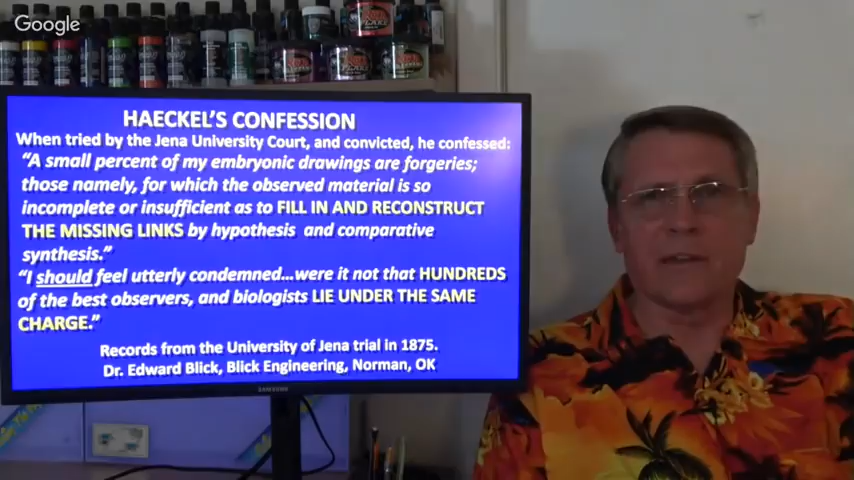 Google
HAECKEL'S CONFESSION
When tried by the Jena University Court, and convicted, he confessed:
"A small percent of my embryonic drawings are forgeries;
those namely, for which the observed material is so
incomplete or insufficient as to FILL IN AND RECONSTRUCT
THE MISSING LINKS by hypothesis and comparative
synthesis."
"I should feel utterly condemned...were it not that HUNDREDS
of the best observers, and biologists LIE UNDER THE SAME
CHARGE."
Records from the University of Jena trial in 1875.
Dr. Edward Blick, Blick Engineering, Norman, OK
SAMSUNG